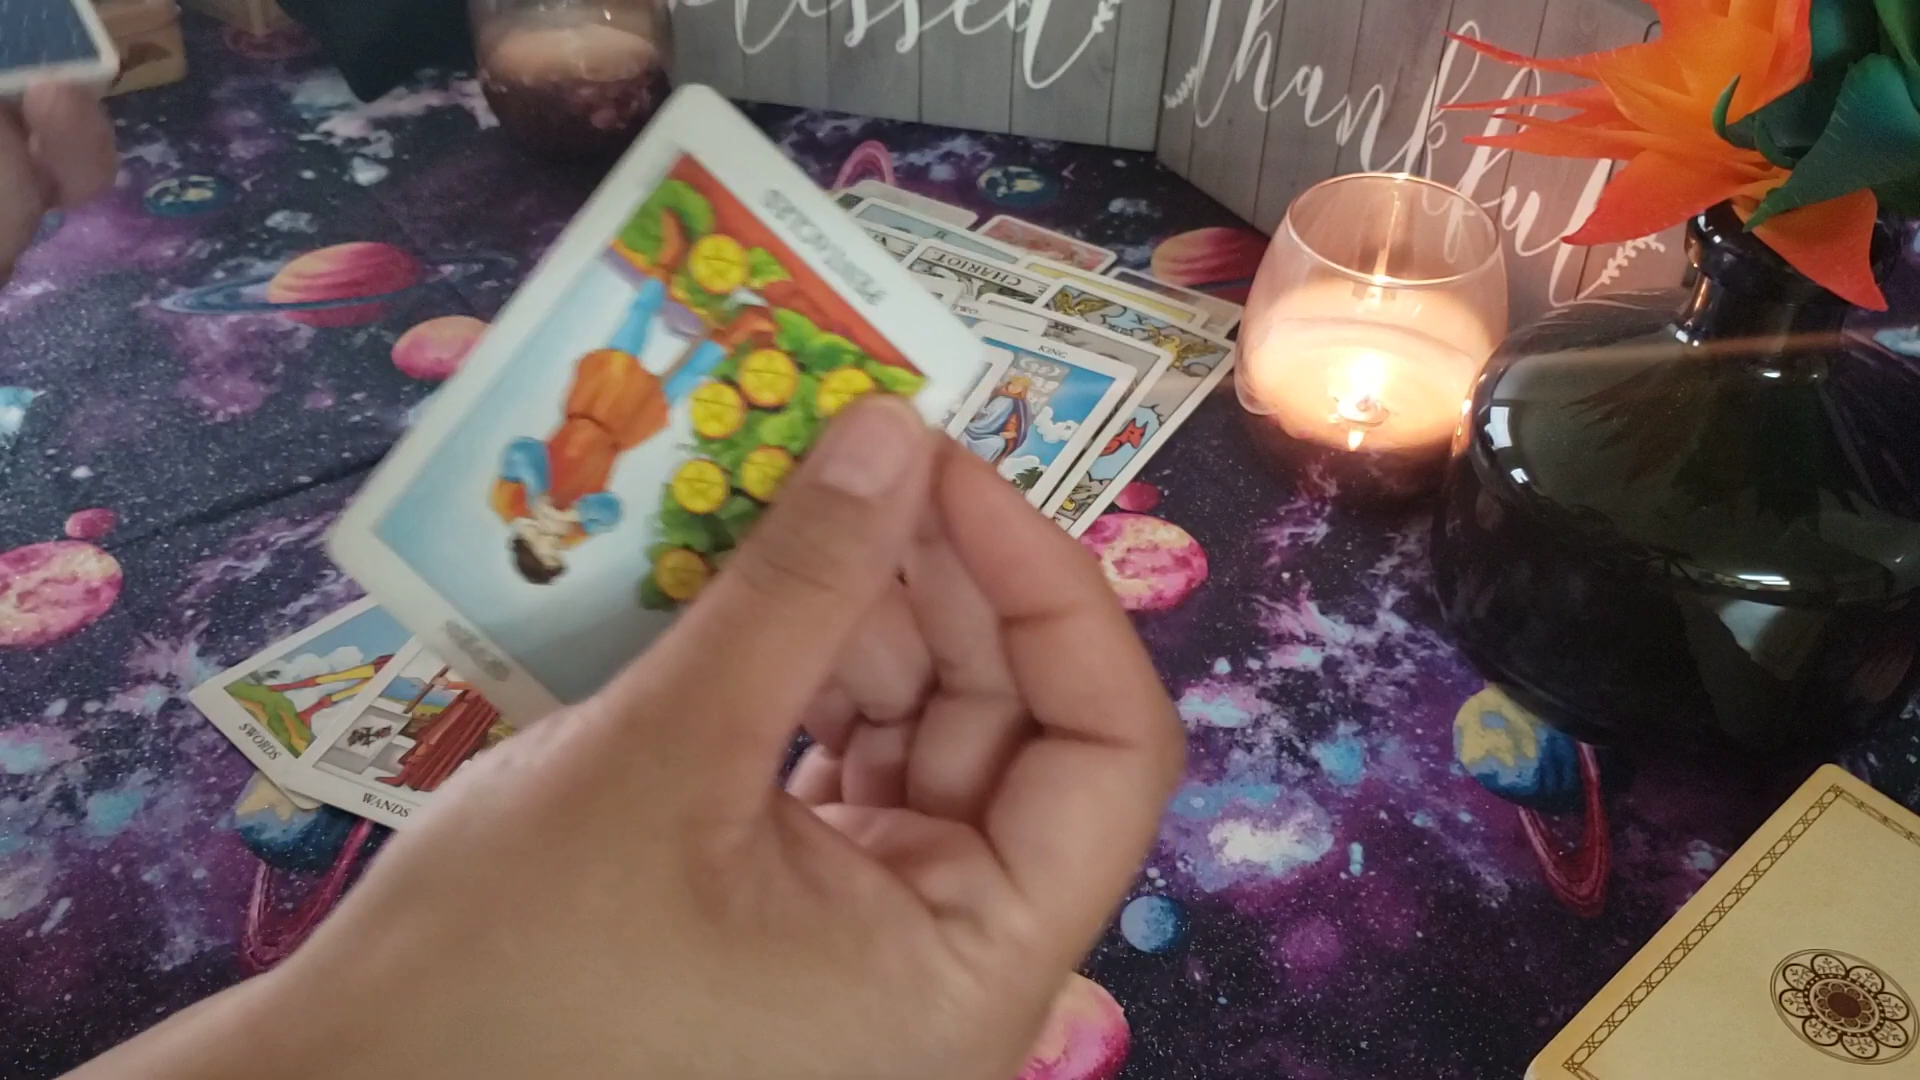 blessed
Thankful
PENTACLES
CHARIOT
KING
SWORDS
WANDS